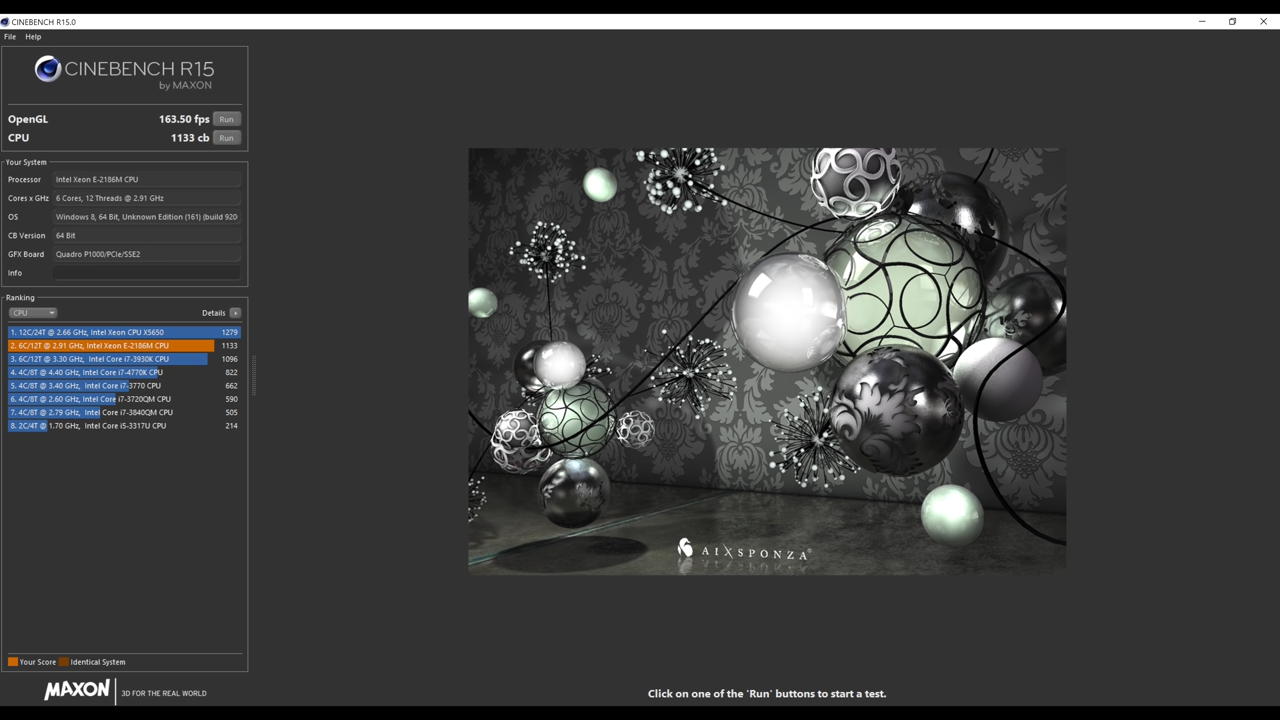 CINEBENCH R15.0
File Help
CINEBENCH R15
by MAXON
OpenGL 163.50 fps Run
CPU 1133 cb Run
Your System
Processor Intel Xeon E-2186M CPU
Cores x GHz 6 Cores, 12 Threads @ 2.91 GHz
OS Windows 8, 64 Bit, Unknown Edition (161) (build 920
CB Version 64 Bit
GFX Board Quadro P1000/PCIe/SSE2
Info
Ranking
CPU Details
1. 12C/24T @ 2.66 GHz, Intel Xeon CPU X5650 1279
2. 6C/12T @ 2.91 GHz, Intel Xeon E-2186M CPU 1133
3. 6C/12T @ 3.30 GHz, Intel Core i7-3930K CPU 1096
4. 4C/8T @ 4.40 GHz, Intel Core i7-4770K CPU 822
5. 4C/8T @ 3.40 GHz, Intel Core i7-3770 CPU 662
6. 4C/8T @ 2.60 GHz, Intel Core i7-3720QM CPU 590
7. 4C/8T @ 2.79 GHz, Intel Core i7-3840QM CPU 505
8. 2C/4T @ 1.70 GHz, Intel Core i5-3317U CPU 214
AIXSPONZA®
Your Score Identical System
MAXON 3D FOR THE REAL WORLD
Click on one of the 'Run' buttons to start a test.